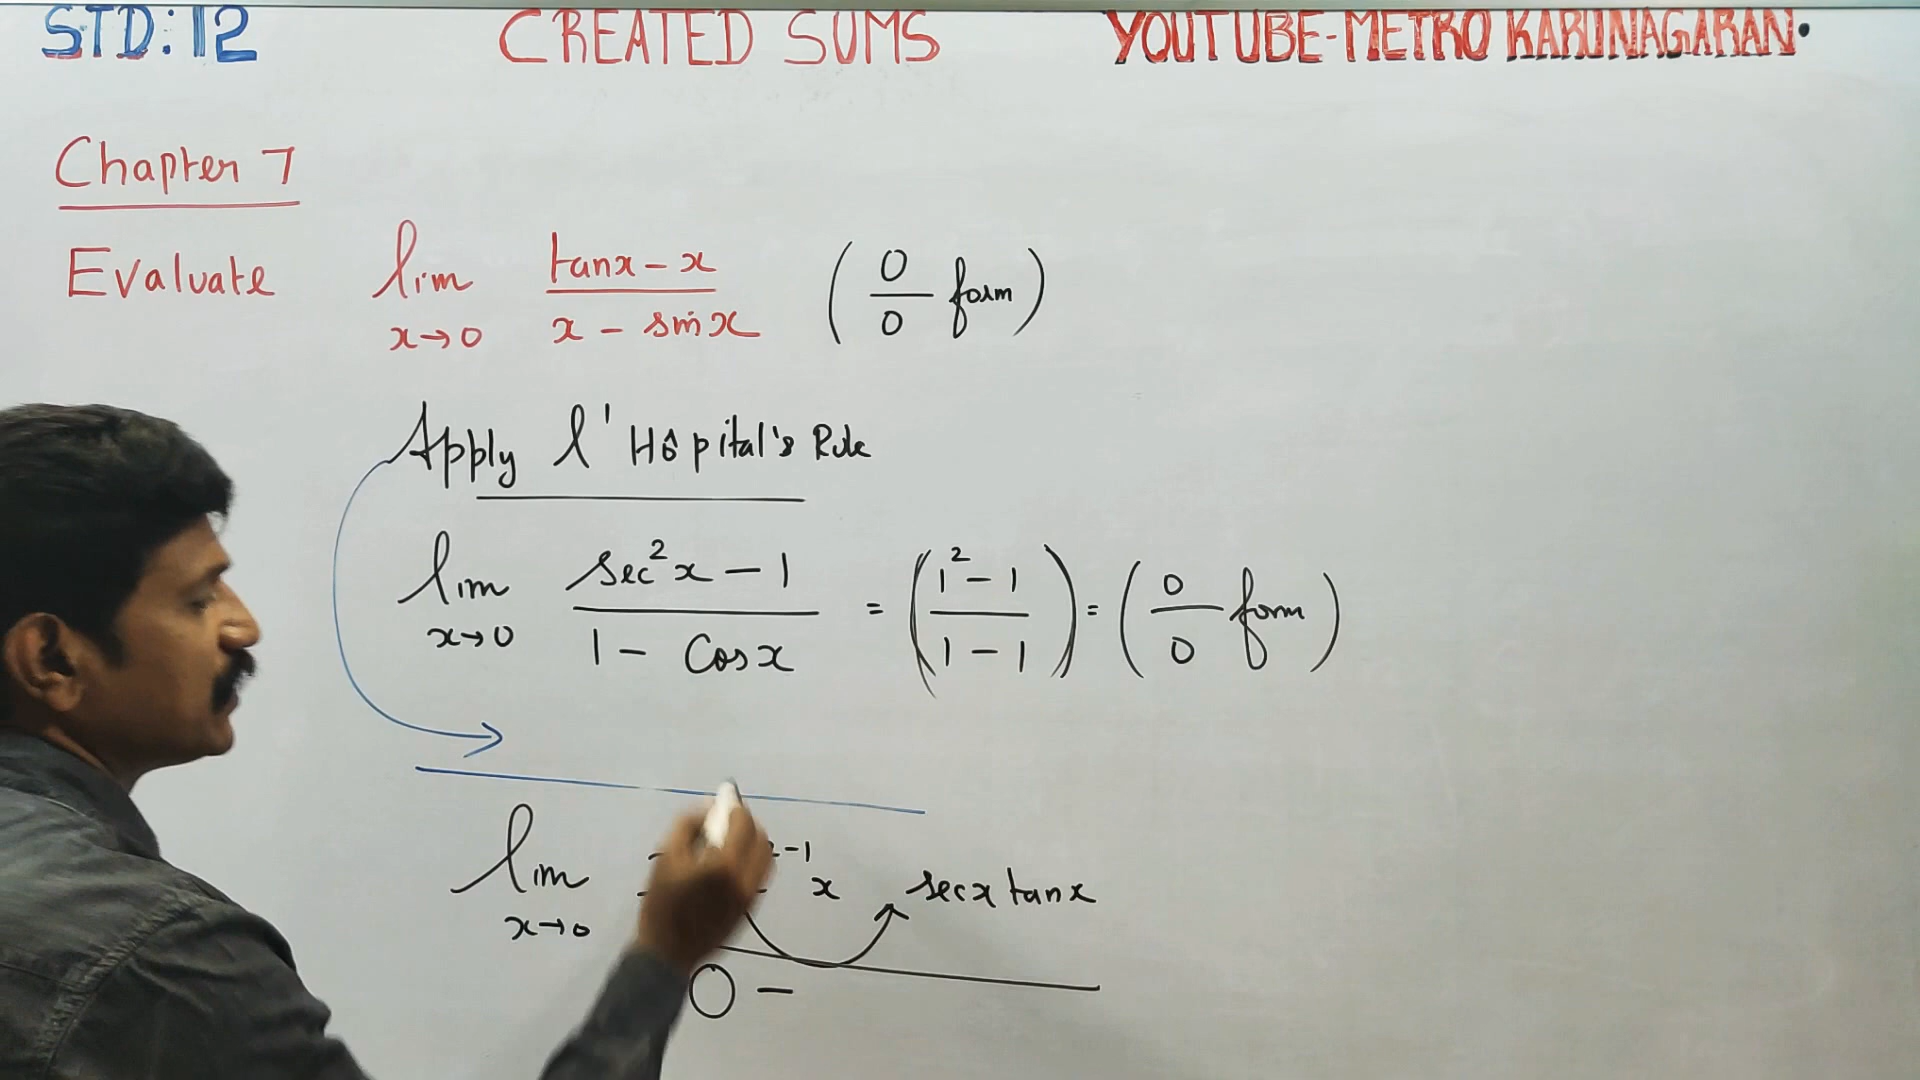 STD: 12 CREATED SUMS YOUTUBE-METRO KARUNAGARAN.
Chapter 7
Evaluate lim x→0 tanx - x / x - sinx ( 0 / 0 form )
Apply l'Hôpital's Rule
lim x→0 sec²x - 1 / 1 - Cosx = ( 1² - 1 / 1 - 1 ) = ( 0 / 0 form )
lim x→0 -1 x secx tanx
0 -